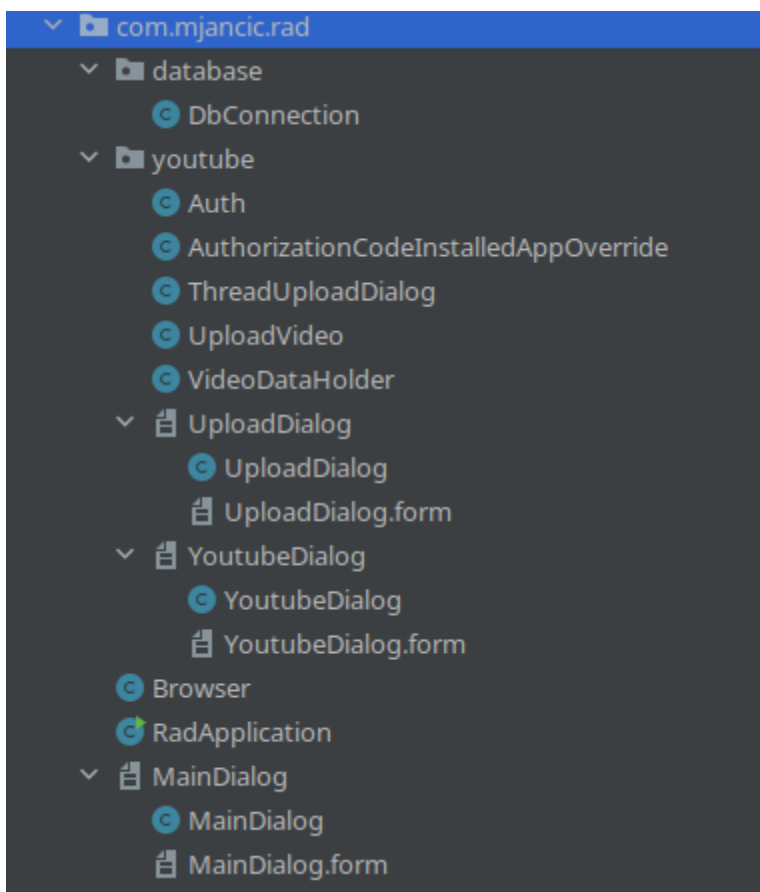 com.mjancic.rad
database
DbConnection
youtube
Auth
AuthorizationCodeInstalledAppOverride
ThreadUploadDialog
UploadVideo
VideoDataHolder
UploadDialog
UploadDialog
UploadDialog.form
YoutubeDialog
YoutubeDialog
YoutubeDialog.form
Browser
RadApplication
MainDialog
MainDialog
MainDialog.form